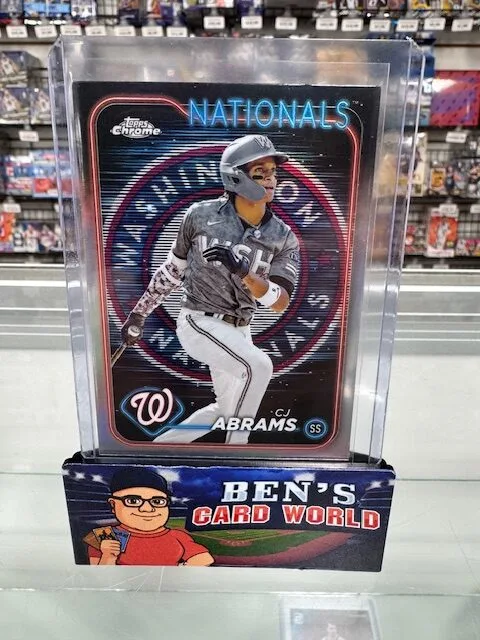 NATIONALS
Topps
Chrome
WASHINGTON
NATIONALS
WSH
W
CJ
ABRAMS
SS
BEN'S
CARD WORLD